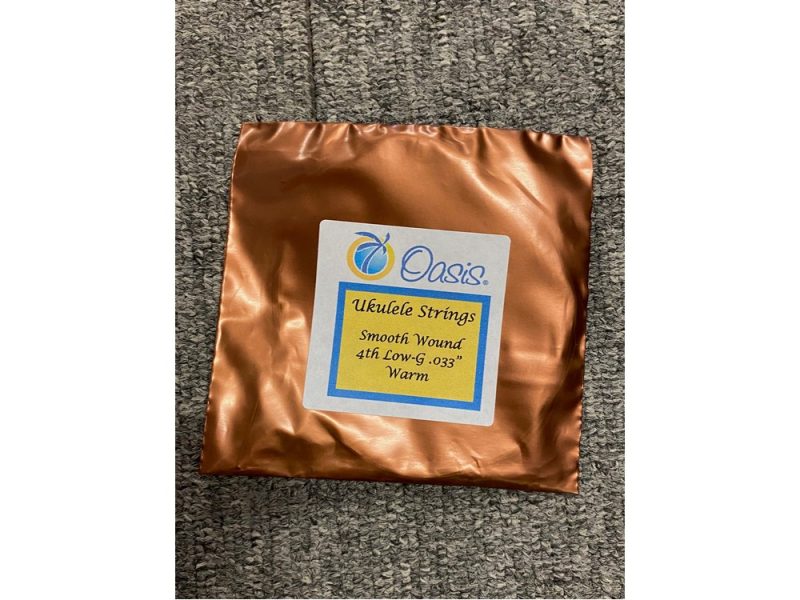 Oasis®
Ukulele Strings
Smooth Wound
4th Low-G .033"
Warm